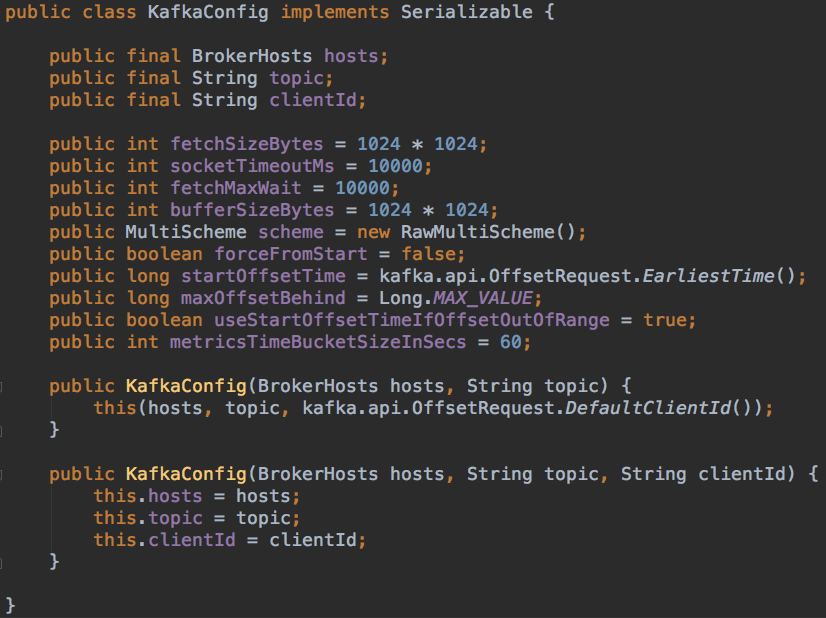 public class KafkaConfig implements Serializable {
public final BrokerHosts hosts;
public final String topic;
public final String clientId;
public int fetchSizeBytes = 1024 * 1024;
public int socketTimeoutMs = 10000;
public int fetchMaxWait = 10000;
public int bufferSizeBytes = 1024 * 1024;
public MultiScheme scheme = new RawMultiScheme();
public boolean forceFromStart = false;
public long startOffsetTime = kafka.api.OffsetRequest.EarliestTime();
public long maxOffsetBehind = Long.MAX_VALUE;
public boolean useStartOffsetTimeIfOffsetOutOfRange = true;
public int metricsTimeBucketSizeInSecs = 60;
public KafkaConfig(BrokerHosts hosts, String topic) {
this(hosts, topic, kafka.api.OffsetRequest.DefaultClientId());
}
public KafkaConfig(BrokerHosts hosts, String topic, String clientId) {
this.hosts = hosts;
this.topic = topic;
this.clientId = clientId;
}
}